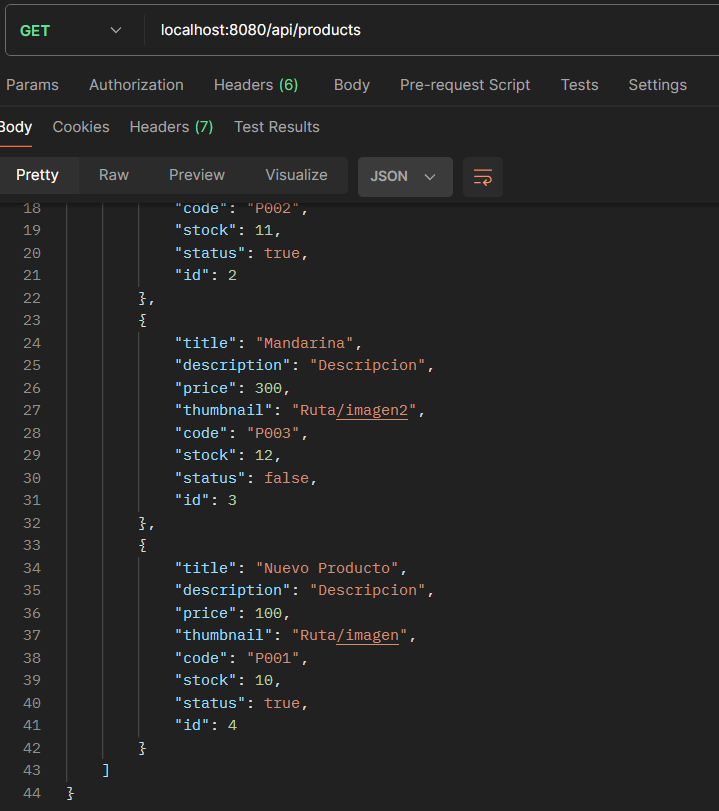 GET localhost:8080/api/products
Params Authorization Headers (6) Body Pre-request Script Tests Settings
Body Cookies Headers (7) Test Results
Pretty Raw Preview Visualize JSON
18 "code": "P002",
19 "stock": 11,
20 "status": true,
21 "id": 2
22 },
23 {
24 "title": "Mandarina",
25 "description": "Descripcion",
26 "price": 300,
27 "thumbnail": "Ruta/imagen2",
28 "code": "P003",
29 "stock": 12,
30 "status": false,
31 "id": 3
32 },
33 {
34 "title": "Nuevo Producto",
35 "description": "Descripcion",
36 "price": 100,
37 "thumbnail": "Ruta/imagen",
38 "code": "P001",
39 "stock": 10,
40 "status": true,
41 "id": 4
42 }
43 ]
44 }